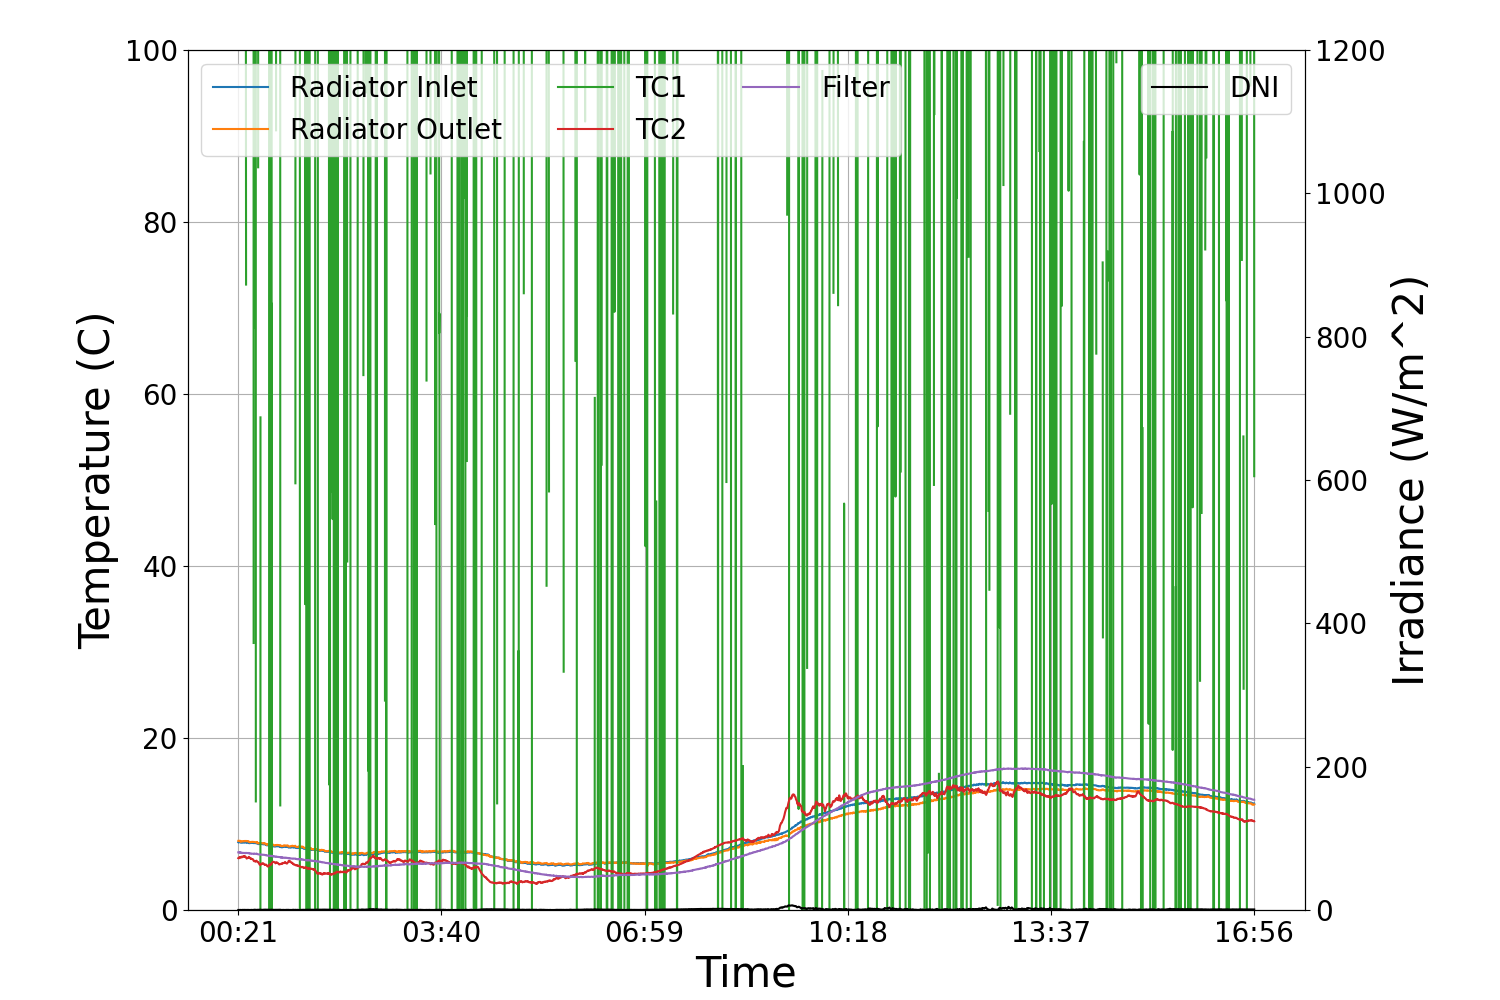 100
80
60
40
20
0
Temperature (C)
Radiator Inlet
Radiator Outlet
TC1
TC2
Filter
DNI
1200
1000
800
600
400
200
0
Irradiance (W/m^2)
00:21 03:40 06:59 10:18 13:37 16:56
Time